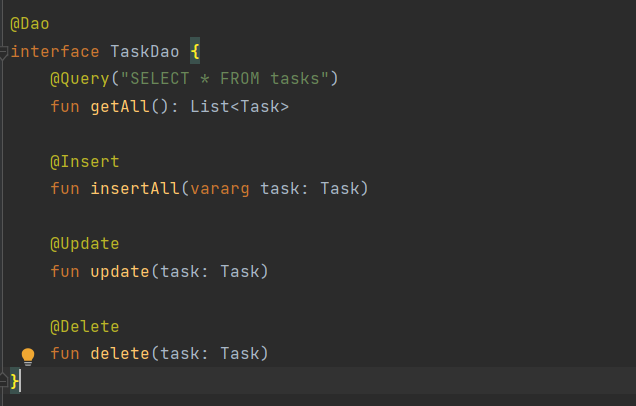 @Dao
interface TaskDao {
    @Query("SELECT * FROM tasks")
    fun getAll(): List<Task>
    @Insert
    fun insertAll(vararg task: Task)
    @Update
    fun update(task: Task)
    @Delete
    fun delete(task: Task)
}